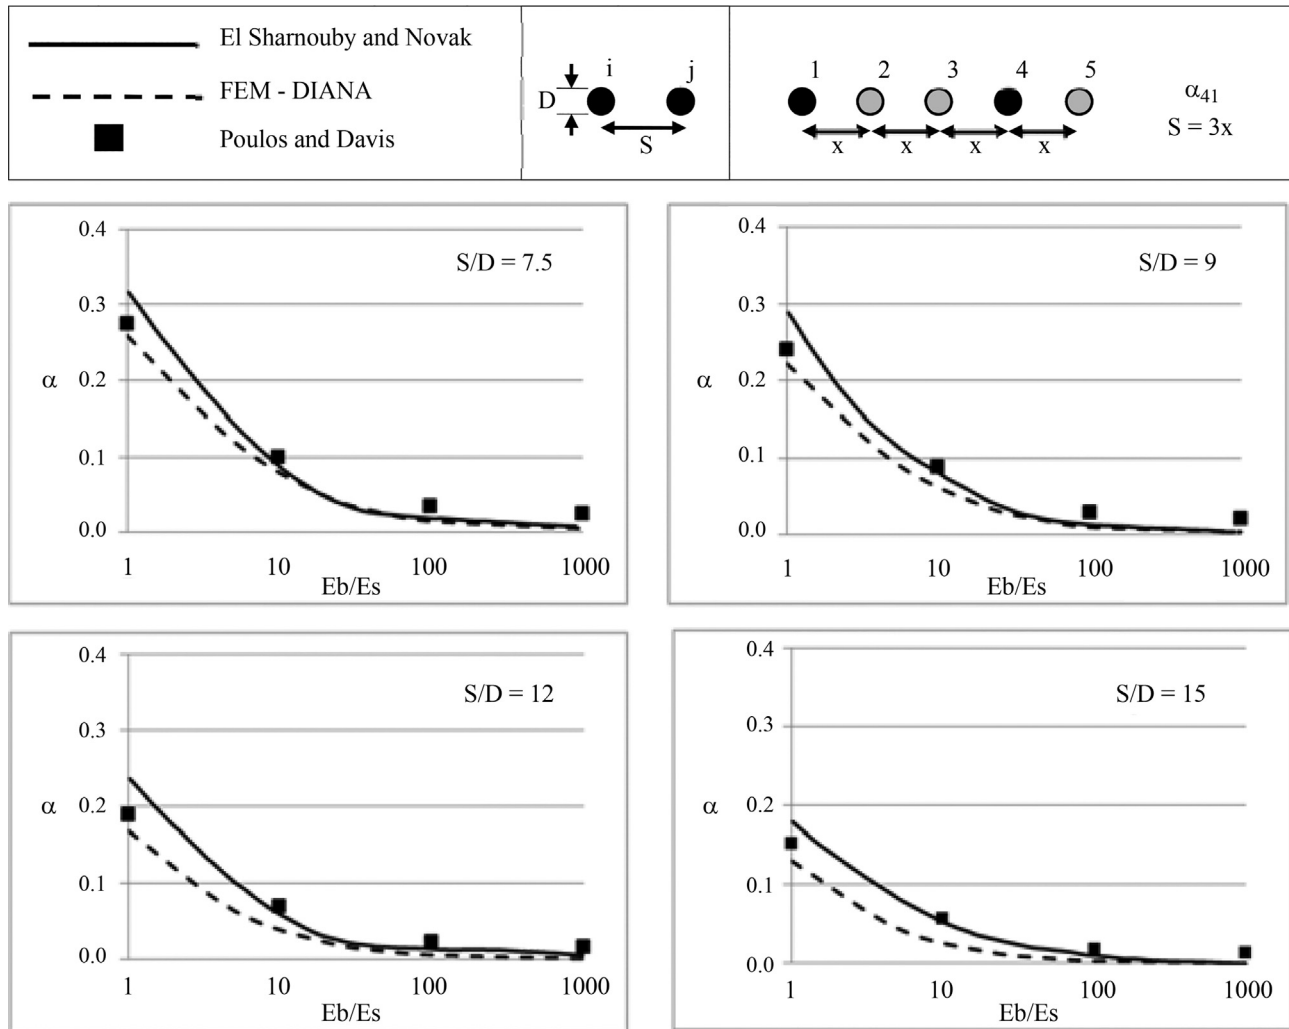 El Sharnouby and Novak
FEM - DIANA
Poulos and Davis
i j
D
S
1 2 3 4 5
x x x x
α41
S = 3x
0.4
S/D = 7.5
0.3
α 0.2
0.1
0.0
1 10 100 1000
Eb/Es
0.4
S/D = 9
0.3
α 0.2
0.1
0.0
1 10 100 1000
Eb/Es
0.4
S/D = 12
0.3
α 0.2
0.1
0.0
1 10 100 1000
Eb/Es
0.4
S/D = 15
0.3
α 0.2
0.1
0.0
1 10 100 1000
Eb/Es